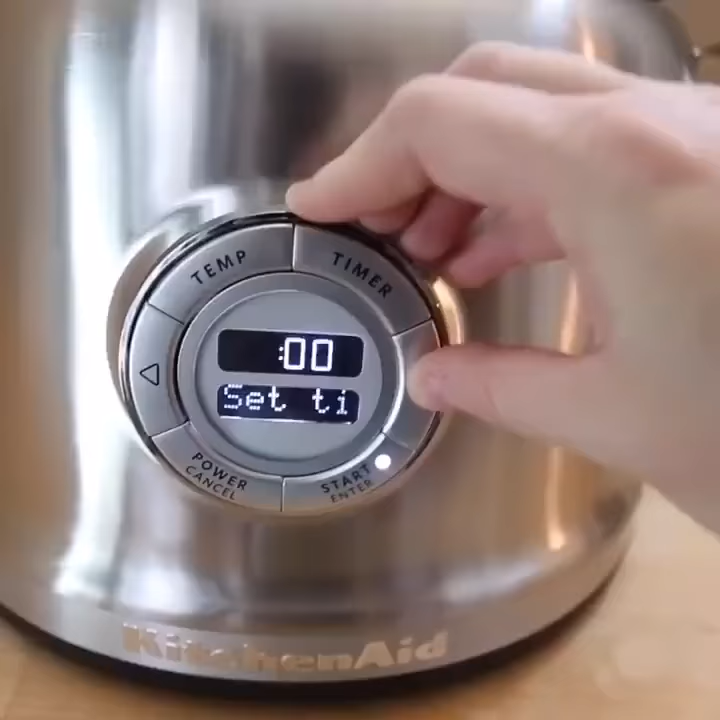 TEMP
TIMER
:00
Set ti
POWER
CANCEL
START
ENTER
KitchenAid